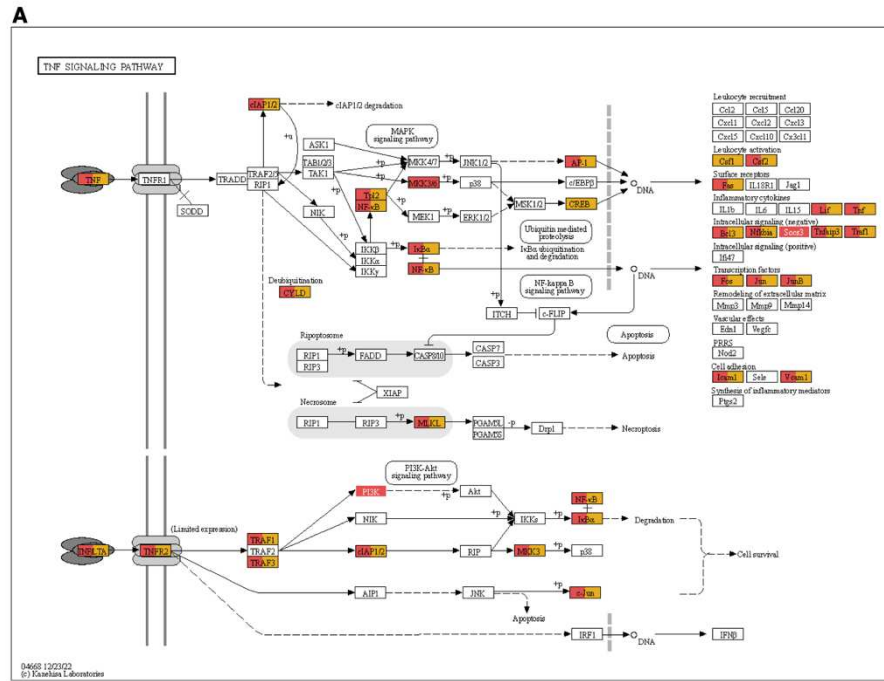 A
TNF SIGNALING PATHWAY
cIAP1/2
cIAP1/2 degradation
+u
MAPK
signaling pathway
ASK1
TAB1/2/3
TAK1
+p
MKK4/7
+p
JNK1/2
AP-1
TNF
TNFR1
TRADD
TRAF2/5
RIP1
+p
MKK3/6
+p
p38
c/EBPβ
DNA
SODD
NIK
Tpl2
NF-κB
+p
MEK1
+p
ERK1/2
MSK1/2
+p
CREB
+p
Ubiquitin mediated
proteolysis
IKKβ
IKKα
IKKγ
+p
IκBα
IκBα ubiquitination
and degradation
NF-κB
DNA
Deubiquitination
CYLD
NF-kappa B
signaling pathway
+p
ITCH
c-FLIP
Ripoptosome
RIP1
RIP3
+p
FADD
CASP8/10
CASP7
CASP3
Apoptosis
Apoptosis
XIAP
Necrosome
RIP1
RIP3
+p
MLKL
PGAM5L
PGAM5S
-p
Drp1
Necroptosis
PI3K-Akt
signaling pathway
PI3K
+p
Akt
+p
NF-κB
NIK
+p
IKKs
+p
IκBα
Degradation
(Limited expression)
TNFR2
TRAF1
TRAF2
TRAF3
cIAP1/2
RIP
MKK3
+p
p38
Cell survival
AIP1
JNK
+p
c-Jun
Apoptosis
IRF1
DNA
IFNβ
Leukocyte recruitment
Ccl2 Ccl5 Ccl20
Cxcl1 Cxcl2 Cxcl3
Cxcl5 Cxcl10 Cx3cl1
Leukocyte activation
Csf1 Csf2
Surface receptors
Fas IL18R1 Jag1
Inflammatory cytokines
IL1b IL6 IL15 Lif Tnf
Intracellular signaling (negative)
Bcl3 Nfkbia Socs3 Tnfaip3 Traf1
Intracellular signaling (positive)
Ifi47
Transcription factors
Fos Jun JunB
Remodeling of extracellular matrix
Mmp3 Mmp9 Mmp14
Vascular effects
Edn1 Vegfc
PRRS
Nod2
Cell adhesion
Icam1 Sele Vcam1
Synthesis of inflammatory mediators
Ptgs2
04668 12/23/22
(c) Kanehisa Laboratories